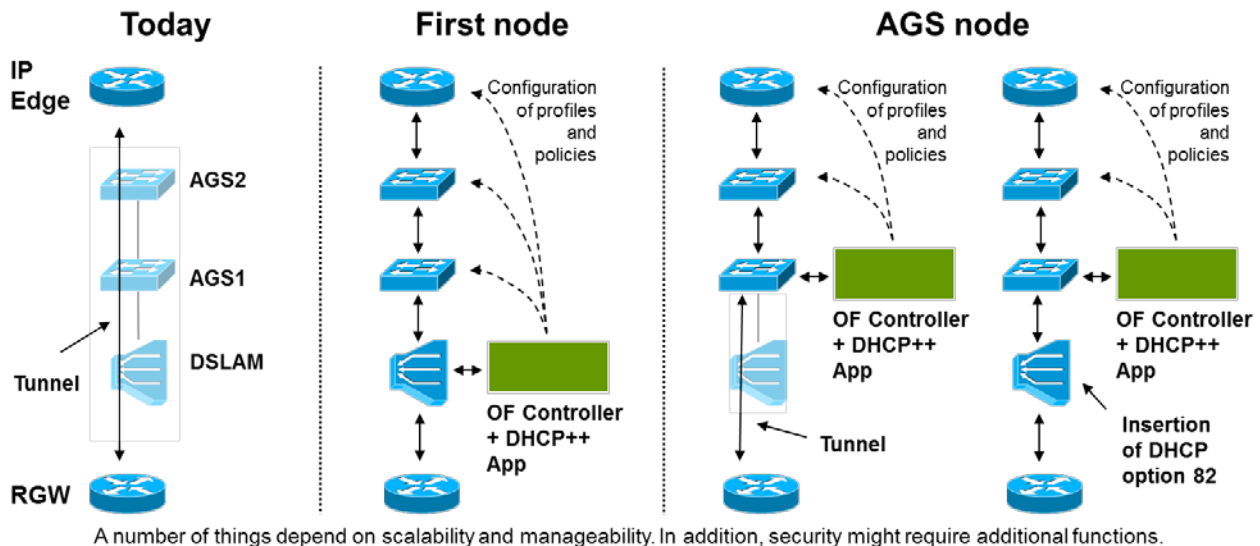 Today
First node
AGS node
IP
Edge
AGS2
AGS1
DSLAM
Tunnel
RGW
Configuration
of profiles
and
policies
OF Controller
+ DHCP++
App
Configuration
of profiles
and
policies
OF Controller
+ DHCP++
App
Tunnel
Configuration
of profiles
and
policies
OF Controller
+ DHCP++
App
Insertion
of DHCP
option 82
A number of things depend on scalability and manageability. In addition, security might require additional functions.